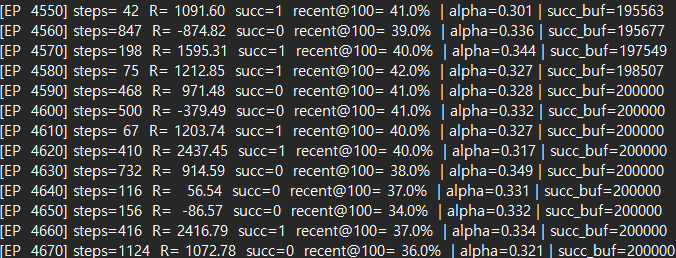 [EP  4550] steps= 42  R= 1091.60  succ=1  recent@100= 41.0%  | alpha=0.301 | succ_buf=195563
[EP  4560] steps=847  R= -874.82  succ=0  recent@100= 39.0%  | alpha=0.336 | succ_buf=195677
[EP  4570] steps=198  R= 1595.31  succ=1  recent@100= 40.0%  | alpha=0.344 | succ_buf=197549
[EP  4580] steps= 75  R= 1212.85  succ=1  recent@100= 42.0%  | alpha=0.327 | succ_buf=198507
[EP  4590] steps=468  R=  971.48  succ=0  recent@100= 41.0%  | alpha=0.328 | succ_buf=200000
[EP  4600] steps=500  R= -379.49  succ=0  recent@100= 41.0%  | alpha=0.332 | succ_buf=200000
[EP  4610] steps= 67  R= 1203.74  succ=1  recent@100= 40.0%  | alpha=0.327 | succ_buf=200000
[EP  4620] steps=410  R= 2437.45  succ=1  recent@100= 40.0%  | alpha=0.317 | succ_buf=200000
[EP  4630] steps=732  R=  914.59  succ=0  recent@100= 38.0%  | alpha=0.349 | succ_buf=200000
[EP  4640] steps=116  R=   56.54  succ=0  recent@100= 37.0%  | alpha=0.331 | succ_buf=200000
[EP  4650] steps=156  R=  -86.57  succ=0  recent@100= 34.0%  | alpha=0.332 | succ_buf=200000
[EP  4660] steps=416  R= 2416.79  succ=1  recent@100= 37.0%  | alpha=0.334 | succ_buf=200000
[EP  4670] steps=1124  R= 1072.78  succ=0  recent@100= 36.0%  | alpha=0.321 | succ_buf=200000